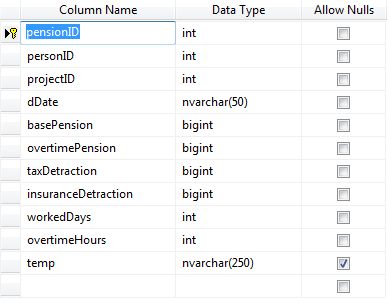 Column Name Data Type Allow Nulls
pensionID int
personID int
projectID int
dDate nvarchar(50)
basePension bigint
overtimePension bigint
taxDetraction bigint
insuranceDetraction bigint
workedDays int
overtimeHours int
temp nvarchar(250)